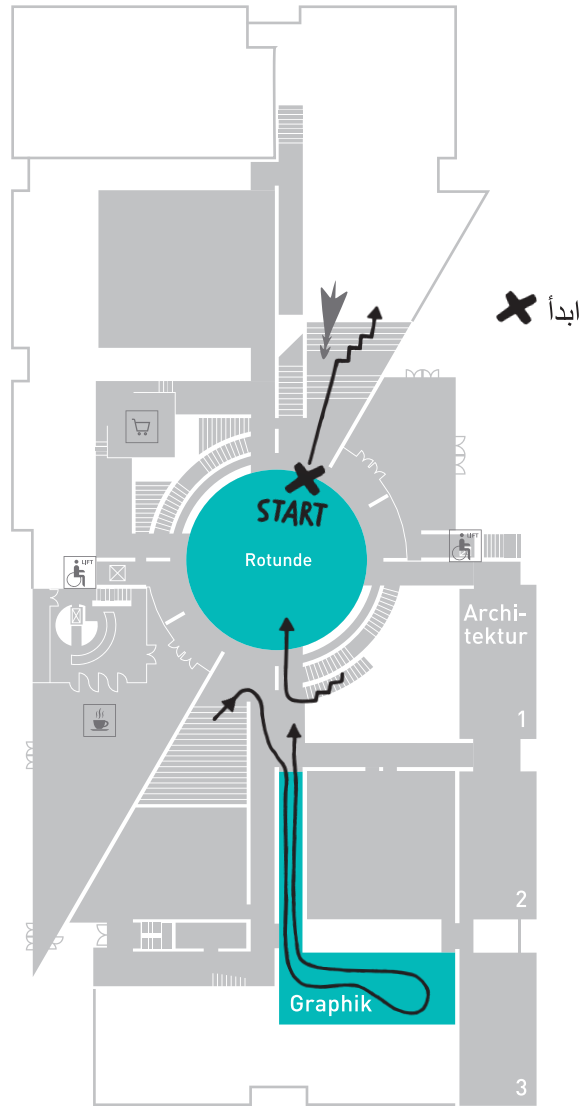 ابدأ
START
Rotunde
LIFT
LIFT
Archi-
tektur
1
2
Graphik
3